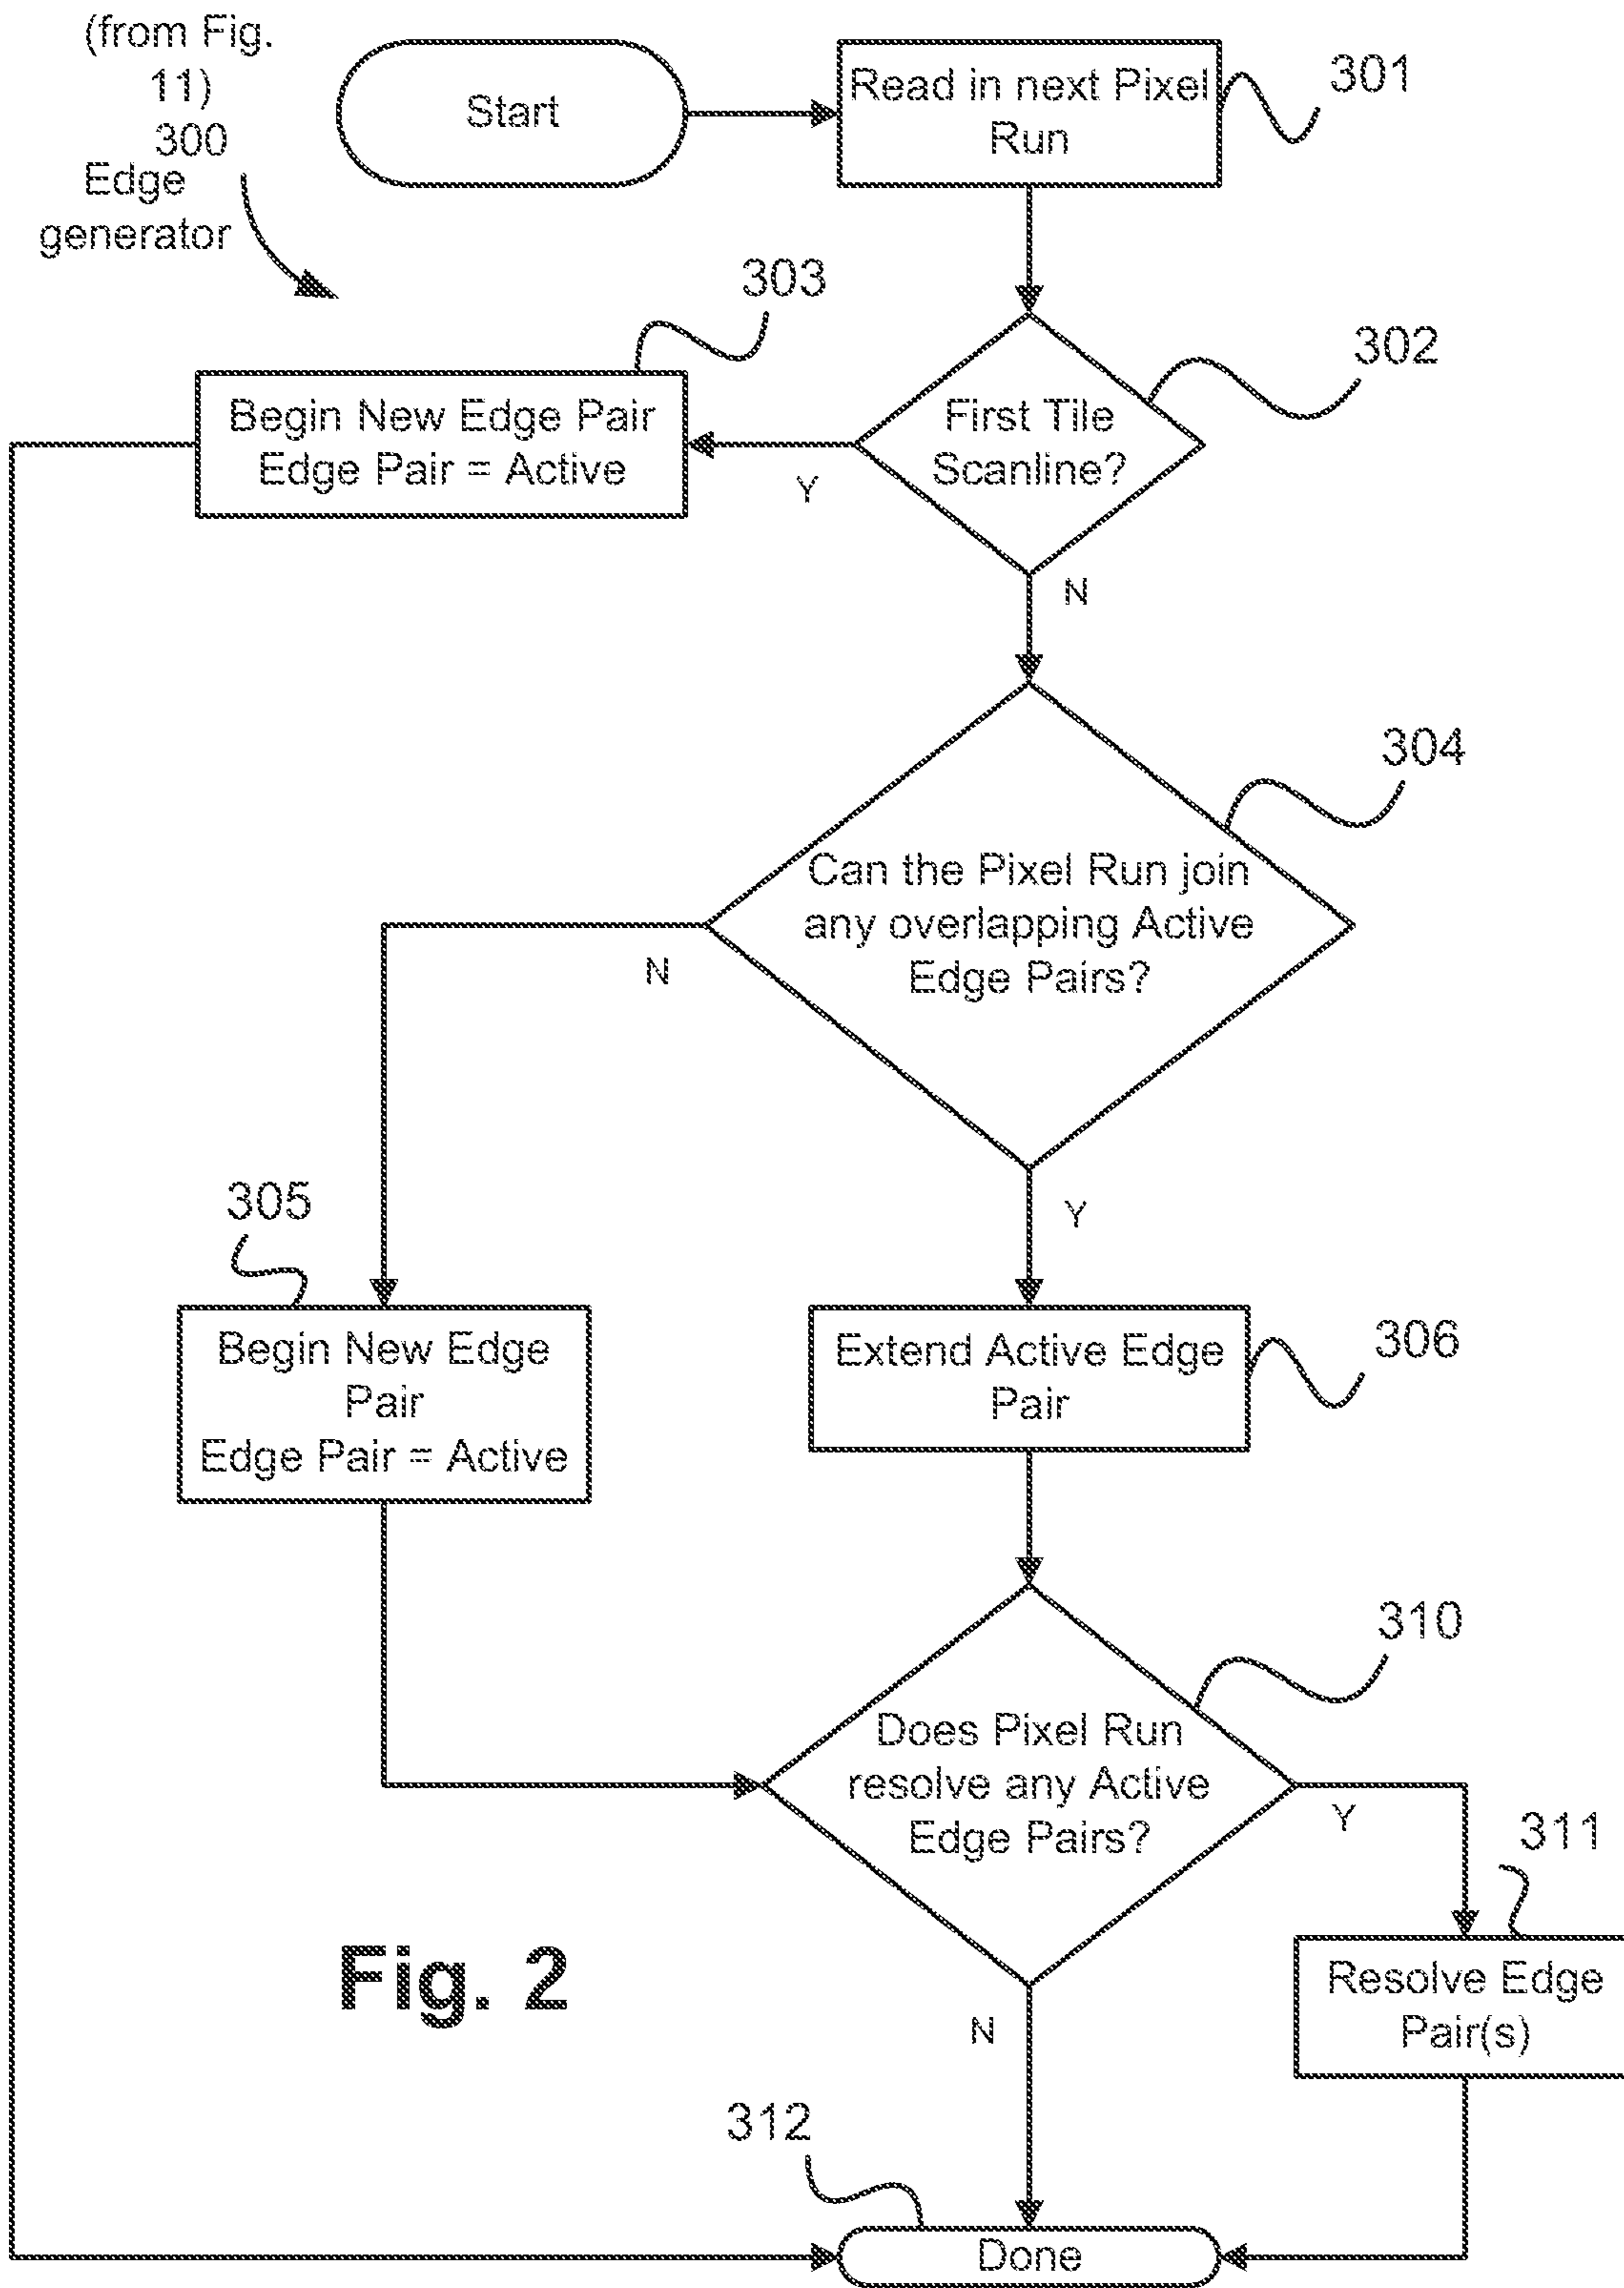 (from Fig.
11)
300
Edge
generator
Start
Read in next Pixel
Run
301
303
302
Begin New Edge Pair
Edge Pair = Active
First Tile
Scanline?
Y
N
304
Can the Pixel Run join
any overlapping Active
Edge Pairs?
N
Y
305
Begin New Edge
Pair
Edge Pair = Active
Extend Active Edge
Pair
306
310
Does Pixel Run
resolve any Active
Edge Pairs?
Y
311
Resolve Edge
Pair(s)
Fig. 2
N
312
Done